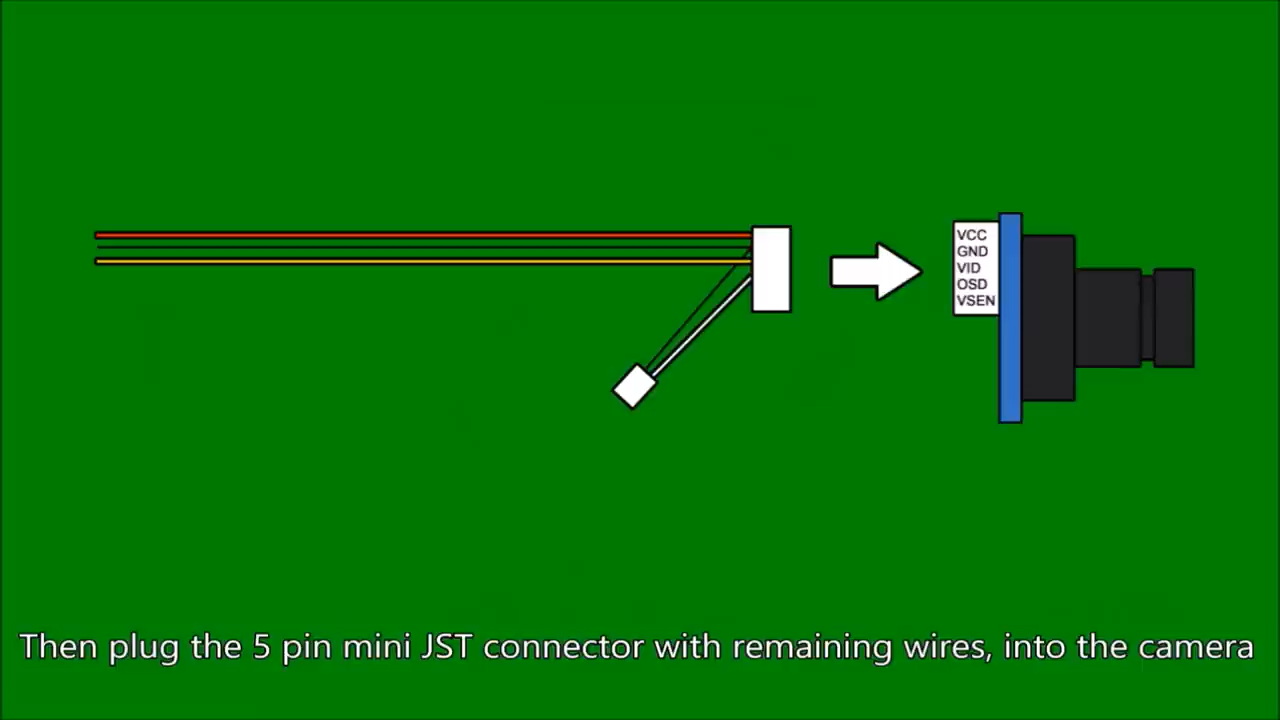 VCC
GND
VID
OSD
VSEN
Then plug the 5 pin mini JST connector with remaining wires, into the camera